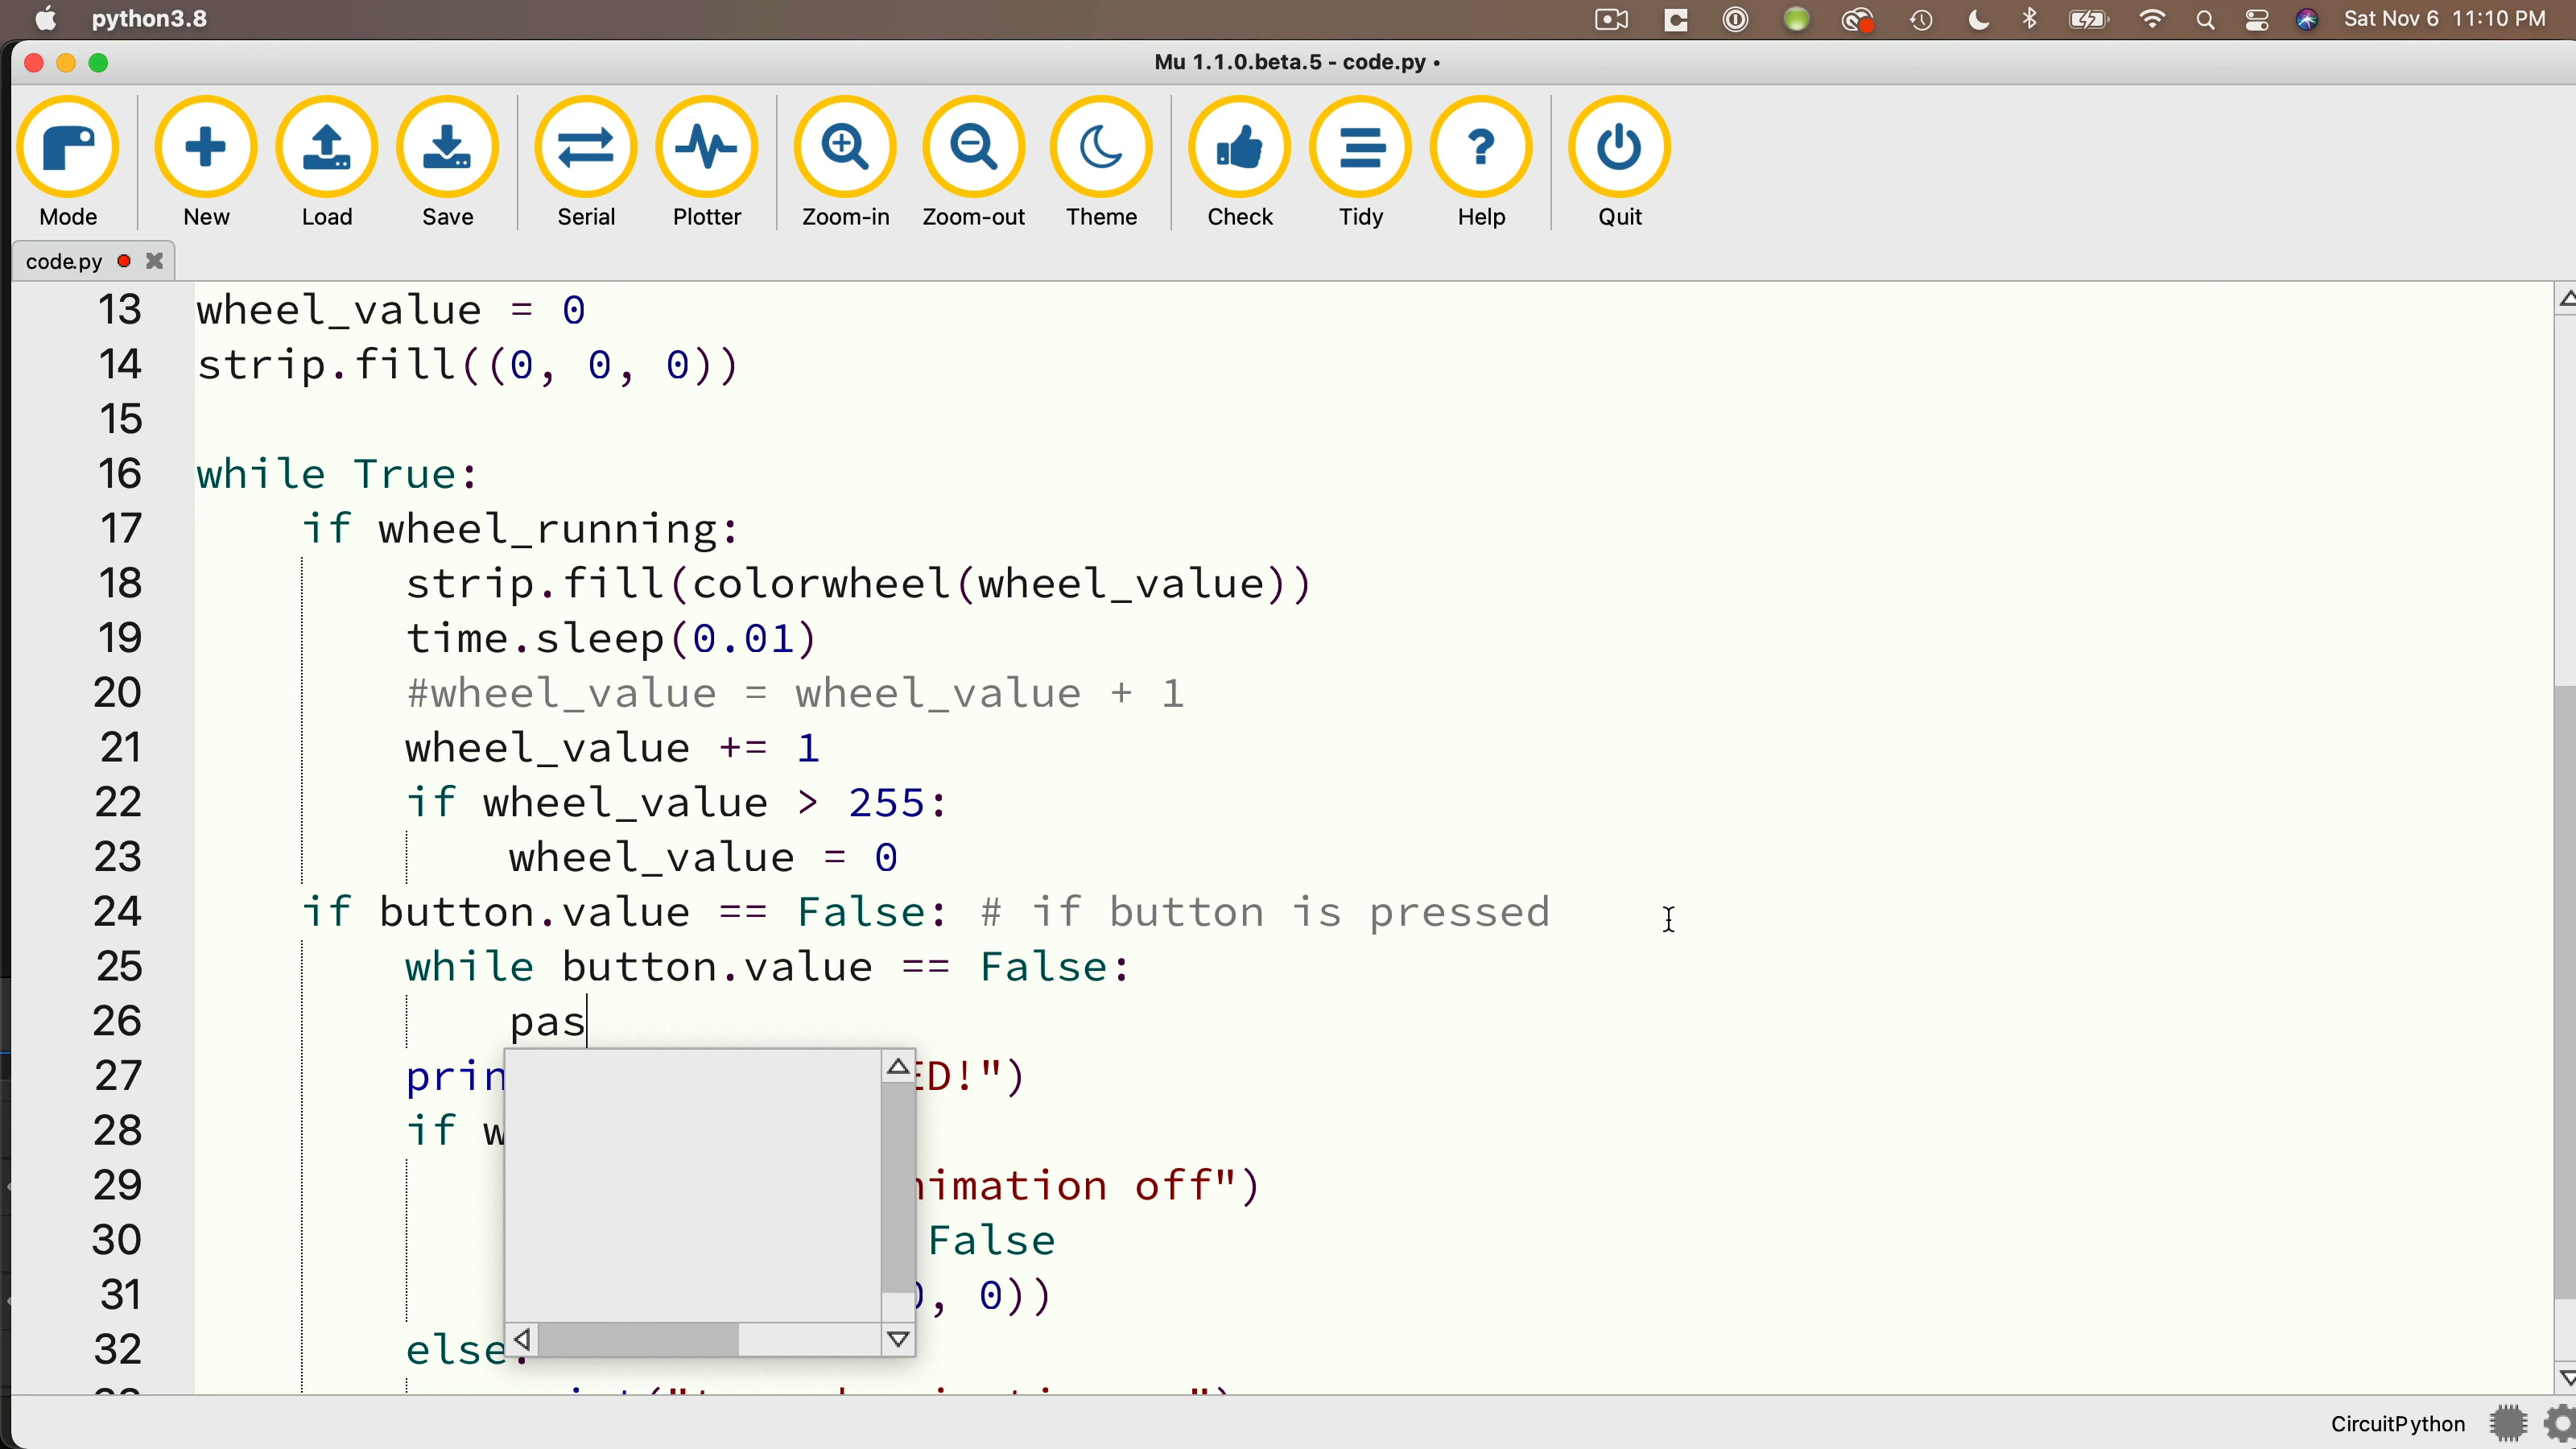 python3.8
Sat Nov 6 11:10 PM
Mu 1.1.0.beta.5 - code.py •
Mode New Load Save Serial Plotter Zoom-in Zoom-out Theme Check Tidy Help Quit
code.py
13 wheel_value = 0
14 strip.fill((0, 0, 0))
15
16 while True:
17 if wheel_running:
18 strip.fill(colorwheel(wheel_value))
19 time.sleep(0.01)
20 #wheel_value = wheel_value + 1
21 wheel_value += 1
22 if wheel_value > 255:
23 wheel_value = 0
24 if button.value == False: # if button is pressed
25 while button.value == False:
26 pas
27 prin ED!")
28 if w
29 nimation off")
30 False
31 , 0))
32 else:
CircuitPython